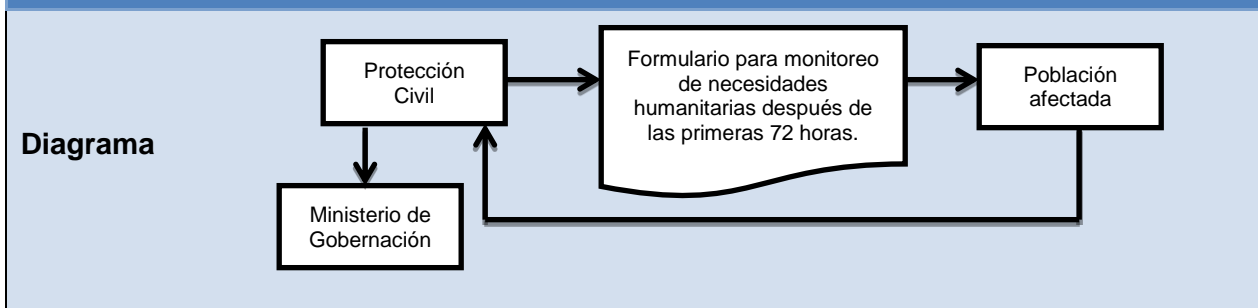 Diagrama
Protección
Civil
Formulario para monitoreo
de necesidades
humanitarias después de
las primeras 72 horas.
Población
afectada
Ministerio de
Gobernación